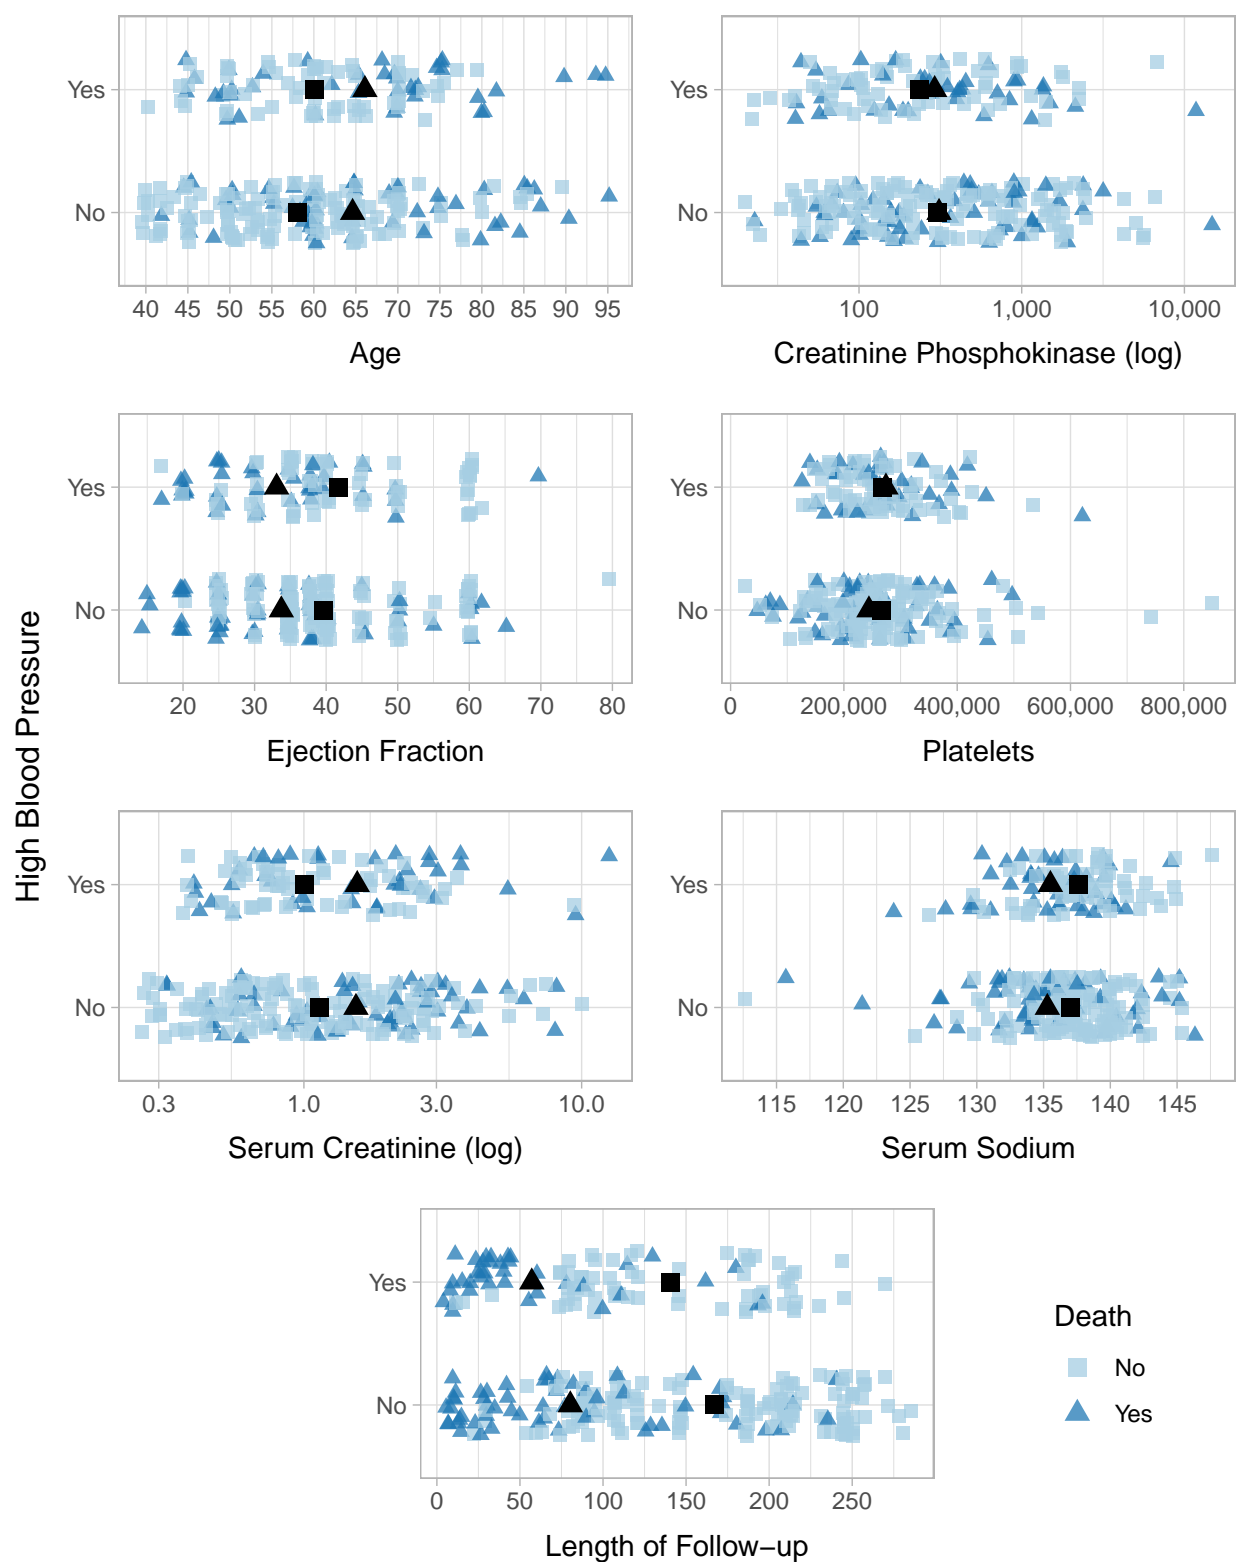 Yes
No
40 45 50 55 60 65 70 75 80 85 90 95
Age
Yes
No
100 1,000 10,000
Creatinine Phosphokinase (log)
High Blood Pressure
Yes
No
20 30 40 50 60 70 80
Ejection Fraction
Yes
No
0 200,000 400,000 600,000 800,000
Platelets
Yes
No
0.3 1.0 3.0 10.0
Serum Creatinine (log)
Yes
No
115 120 125 130 135 140 145
Serum Sodium
Yes
No
0 50 100 150 200 250
Length of Follow−up
Death
No
Yes